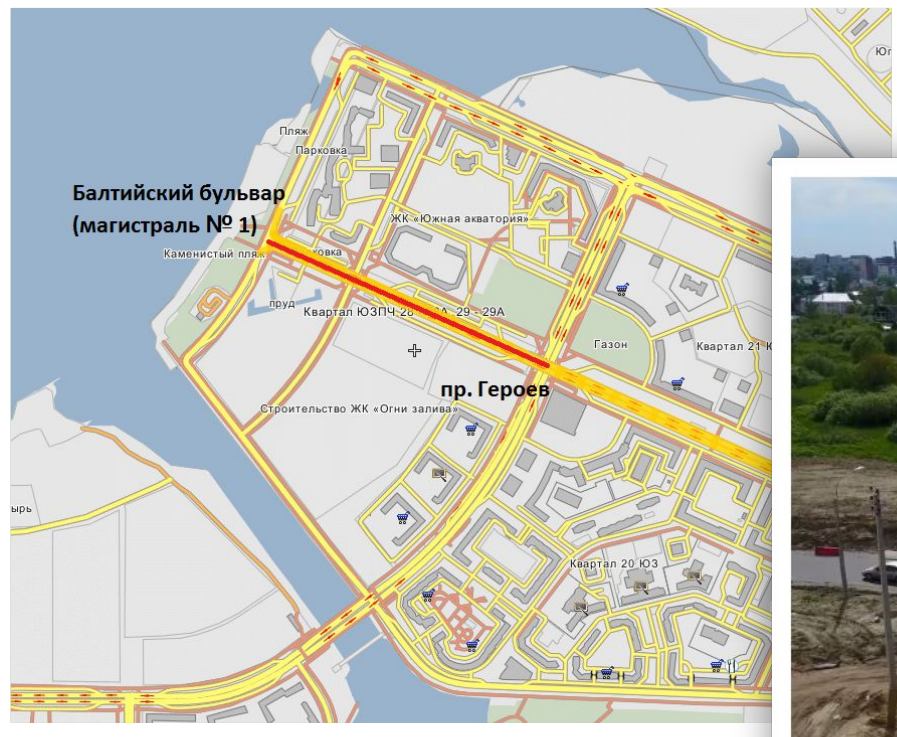 Юг
Пляж
Парковка
Балтийский бульвар
(магистраль № 1)
ЖК «Южная акватория»
Каменистый пляж
пруд
Квартал ЮЗПЧ 28
29 - 29А
Газон
Квартал 21
пр. Героев
Строительство ЖК «Огни залива»
ырь
Квартал 20 ЮЗ